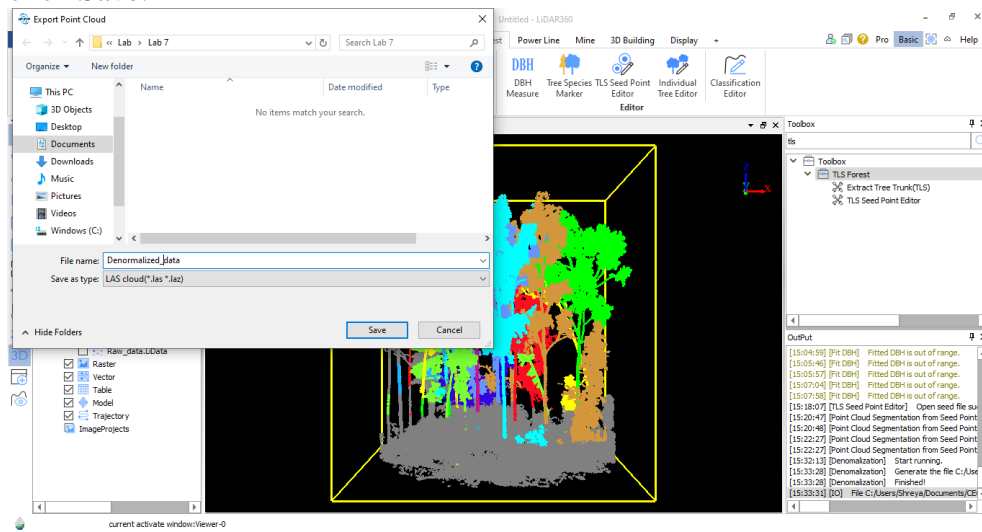 Export Point Cloud
Untitled - LiDAR360
« Lab › Lab 7
Search Lab 7
Organize
New folder
This PC
3D Objects
Desktop
Documents
Downloads
Music
Pictures
Videos
Windows (C:)
Name
Date modified
Type
No items match your search.
File name:
Denormalized_data
Save as type:
LAS cloud(*.las *.laz)
Hide Folders
Save
Cancel
est
Power Line
Mine
3D Building
Display
+
Pro
Basic
Help
DBH
DBH
Measure
Tree Species
Marker
TLS Seed Point
Editor
Individual
Tree Editor
Classification
Editor
Editor
Toolbox
tls
Toolbox
TLS Forest
Extract Tree Trunk(TLS)
TLS Seed Point Editor
Z
X
3D
Raw_data.LiData
Raster
Vector
Table
Model
Trajectory
ImageProjects
OutPut
[15:04:59] [Fit DBH] Fitted DBH is out of range.
[15:05:46] [Fit DBH] Fitted DBH is out of range.
[15:05:57] [Fit DBH] Fitted DBH is out of range.
[15:07:04] [Fit DBH] Fitted DBH is out of range.
[15:07:58] [Fit DBH] Fitted DBH is out of range.
[15:18:07] [TLS Seed Point Editor] Open seed file su
[15:20:47] [Point Cloud Segmentation from Seed Point
[15:20:48] [Point Cloud Segmentation from Seed Point
[15:22:27] [Point Cloud Segmentation from Seed Point
[15:22:27] [Point Cloud Segmentation from Seed Point
[15:32:13] [Denomalization] Start running.
[15:33:28] [Denomalization] Generate the file C:/Use
[15:33:28] [Denomalization] Finished!
[15:33:31] [IO] File C:/Users/Shreya/Documents/CE
current activate window:Viewer-0